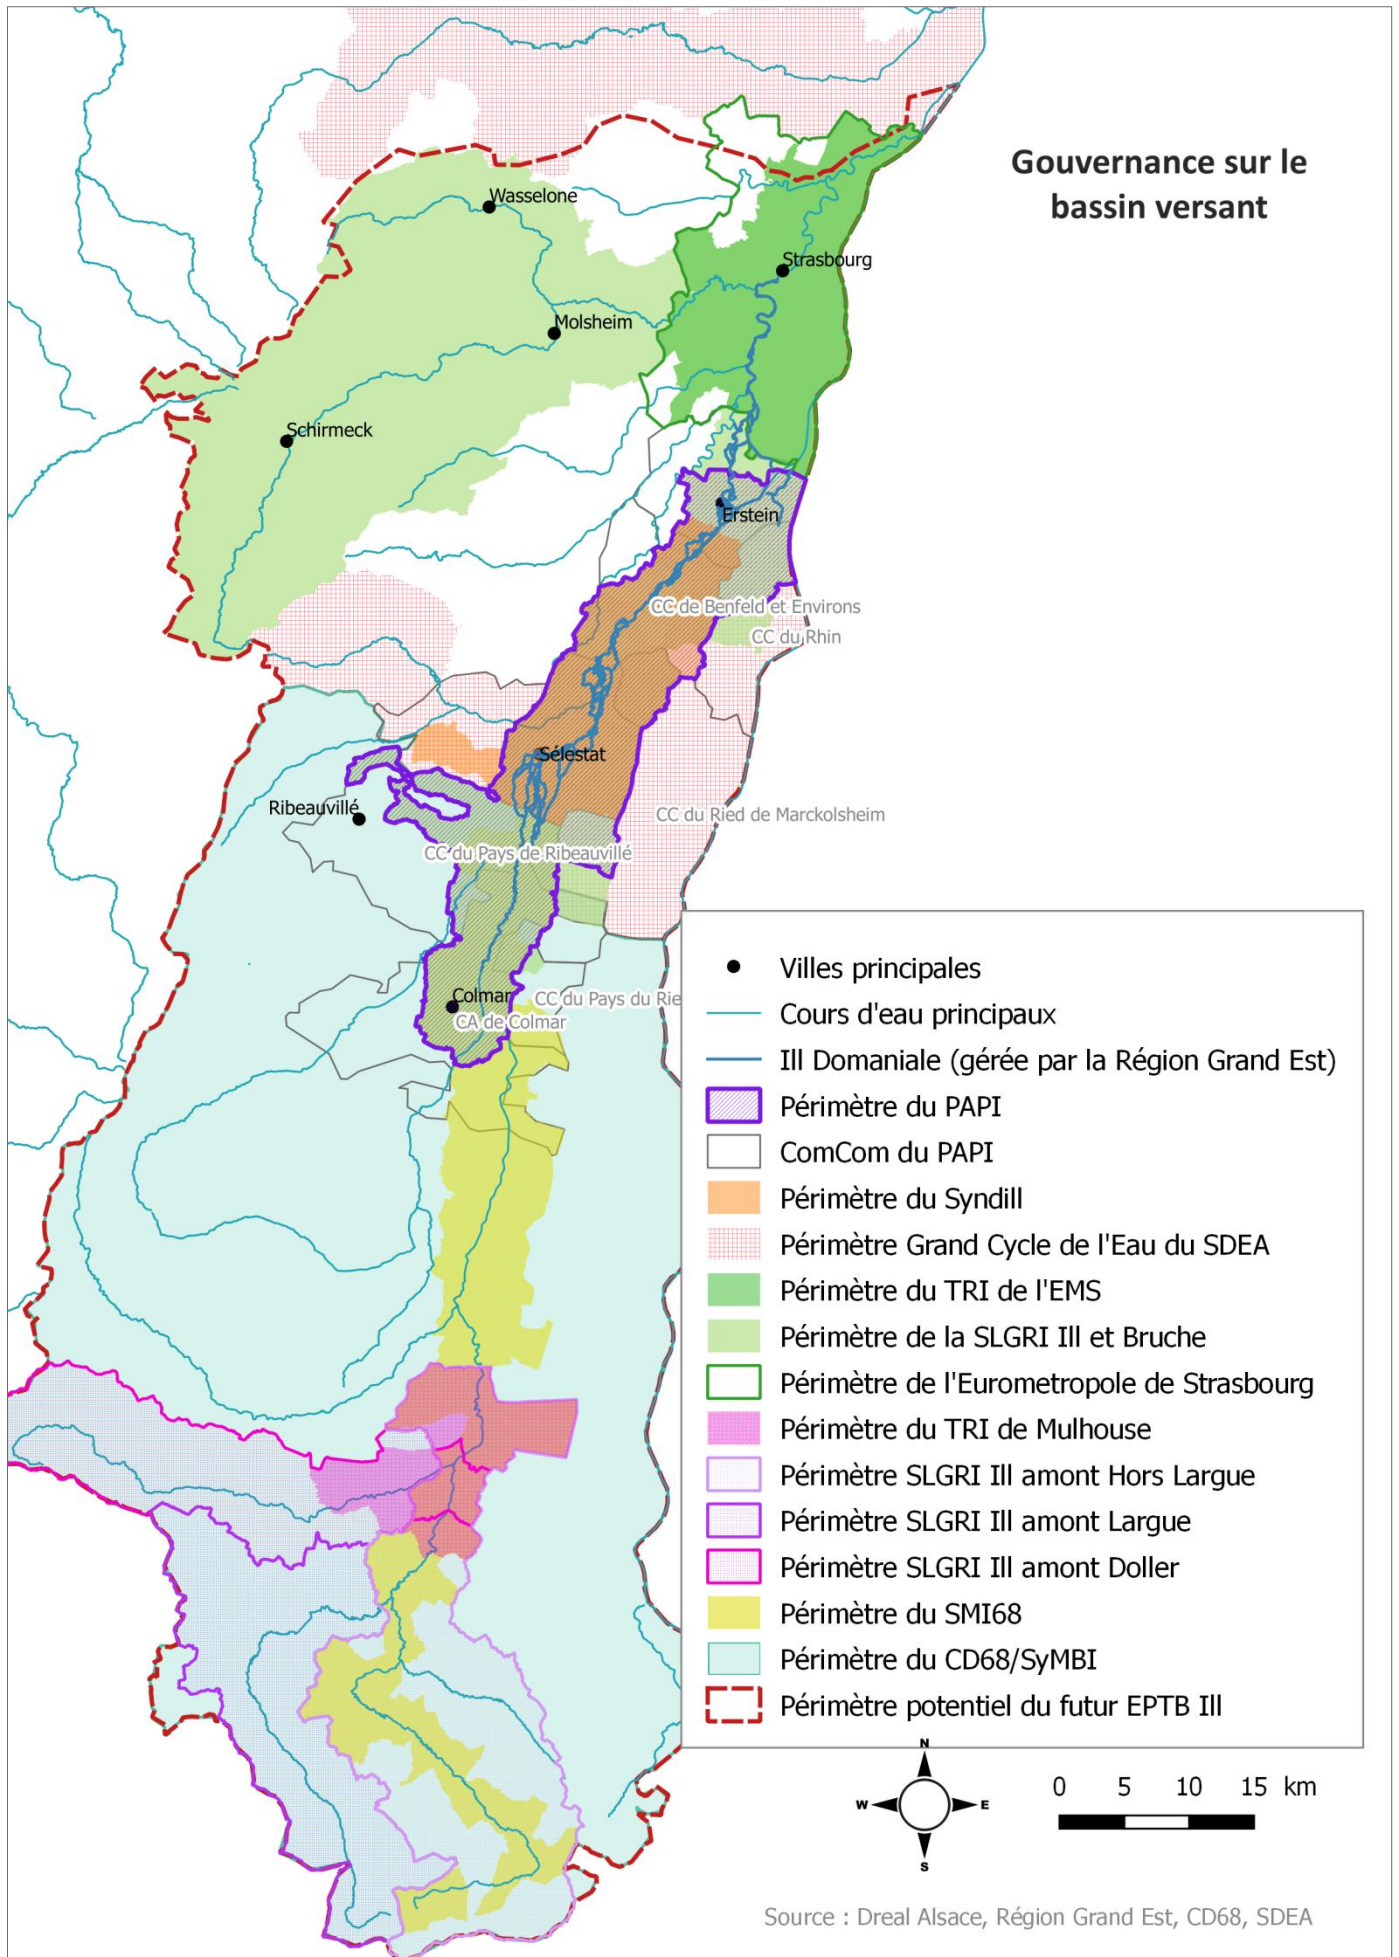 Gouvernance sur le
bassin versant
Wasselone
Strasbourg
Molsheim
Schirmeck
Erstein
CC de Benfeld et Environs
CC du Rhin
Sélestat
Ribeauvillé
CC du Ried de Marckolsheim
CC du Pays de Ribeauvillé
Colmar
CC du Pays du Rie
CA de Colmar
Villes principales
Cours d'eau principaux
Ill Domaniale (gérée par la Région Grand Est)
Périmètre du PAPI
ComCom du PAPI
Périmètre du Syndill
Périmètre Grand Cycle de l'Eau du SDEA
Périmètre du TRI de l'EMS
Périmètre de la SLGRI Ill et Bruche
Périmètre de l'Eurometropole de Strasbourg
Périmètre du TRI de Mulhouse
Périmètre SLGRI Ill amont Hors Largue
Périmètre SLGRI Ill amont Largue
Périmètre SLGRI Ill amont Doller
Périmètre du SMI68
Périmètre du CD68/SyMBI
Périmètre potentiel du futur EPTB Ill
N
W E
S
0 5 10 15 km
Source : Dreal Alsace, Région Grand Est, CD68, SDEA